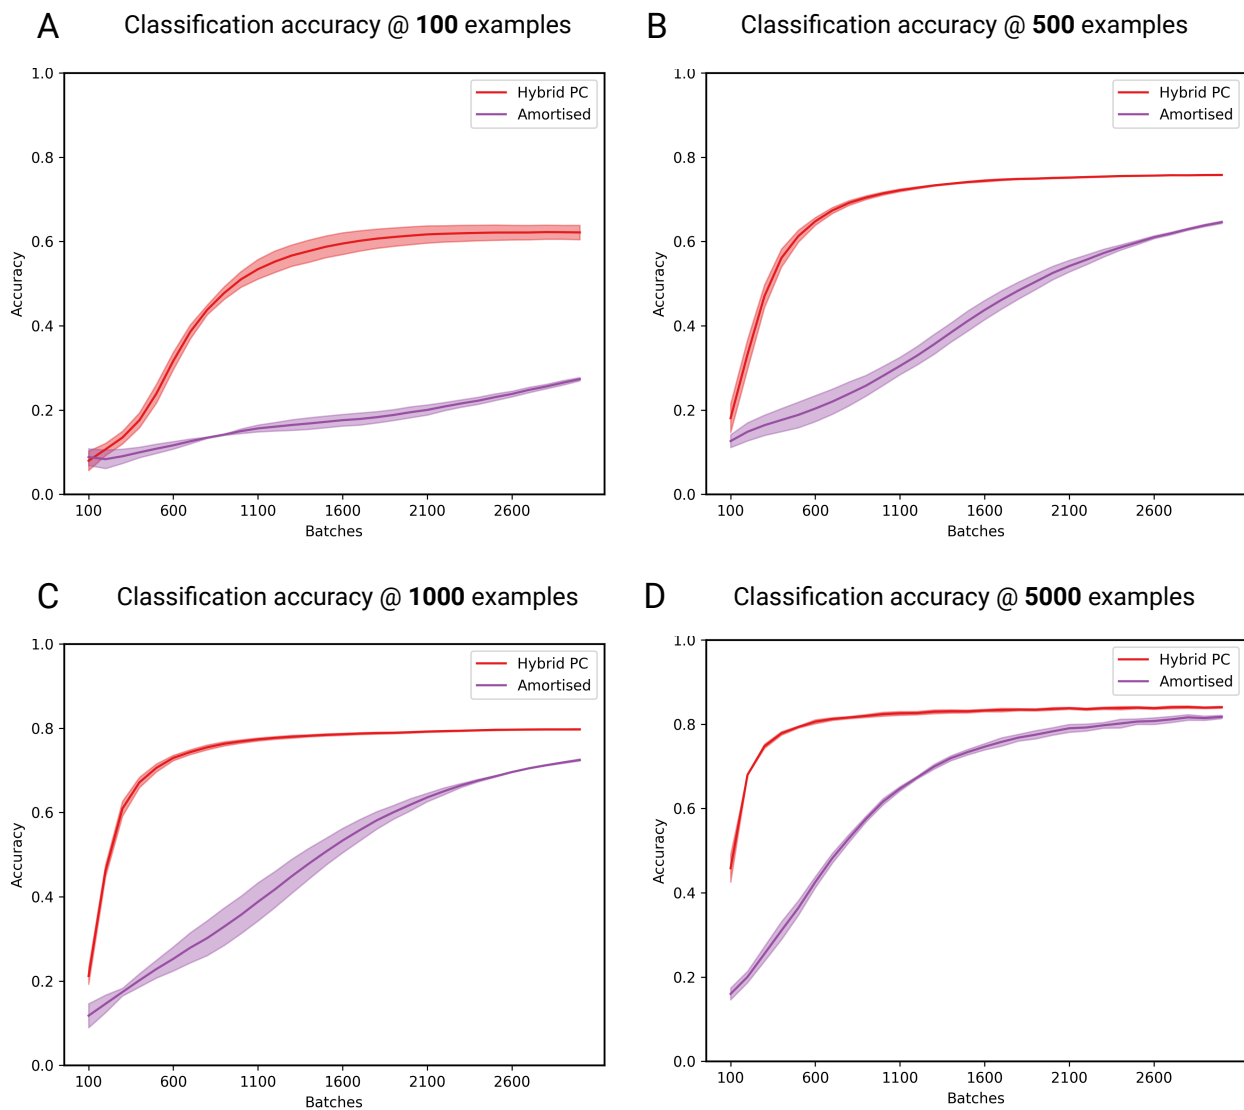 A Classification accuracy @ 100 examples
1.0
0.8
0.6
0.4
0.2
0.0
Accuracy
Hybrid PC
Amortised
100 600 1100 1600 2100 2600
Batches
B Classification accuracy @ 500 examples
1.0
0.8
0.6
0.4
0.2
0.0
Accuracy
Hybrid PC
Amortised
100 600 1100 1600 2100 2600
Batches
C Classification accuracy @ 1000 examples
1.0
0.8
0.6
0.4
0.2
0.0
Accuracy
Hybrid PC
Amortised
100 600 1100 1600 2100 2600
Batches
D Classification accuracy @ 5000 examples
1.0
0.8
0.6
0.4
0.2
0.0
Accuracy
Hybrid PC
Amortised
100 600 1100 1600 2100 2600
Batches